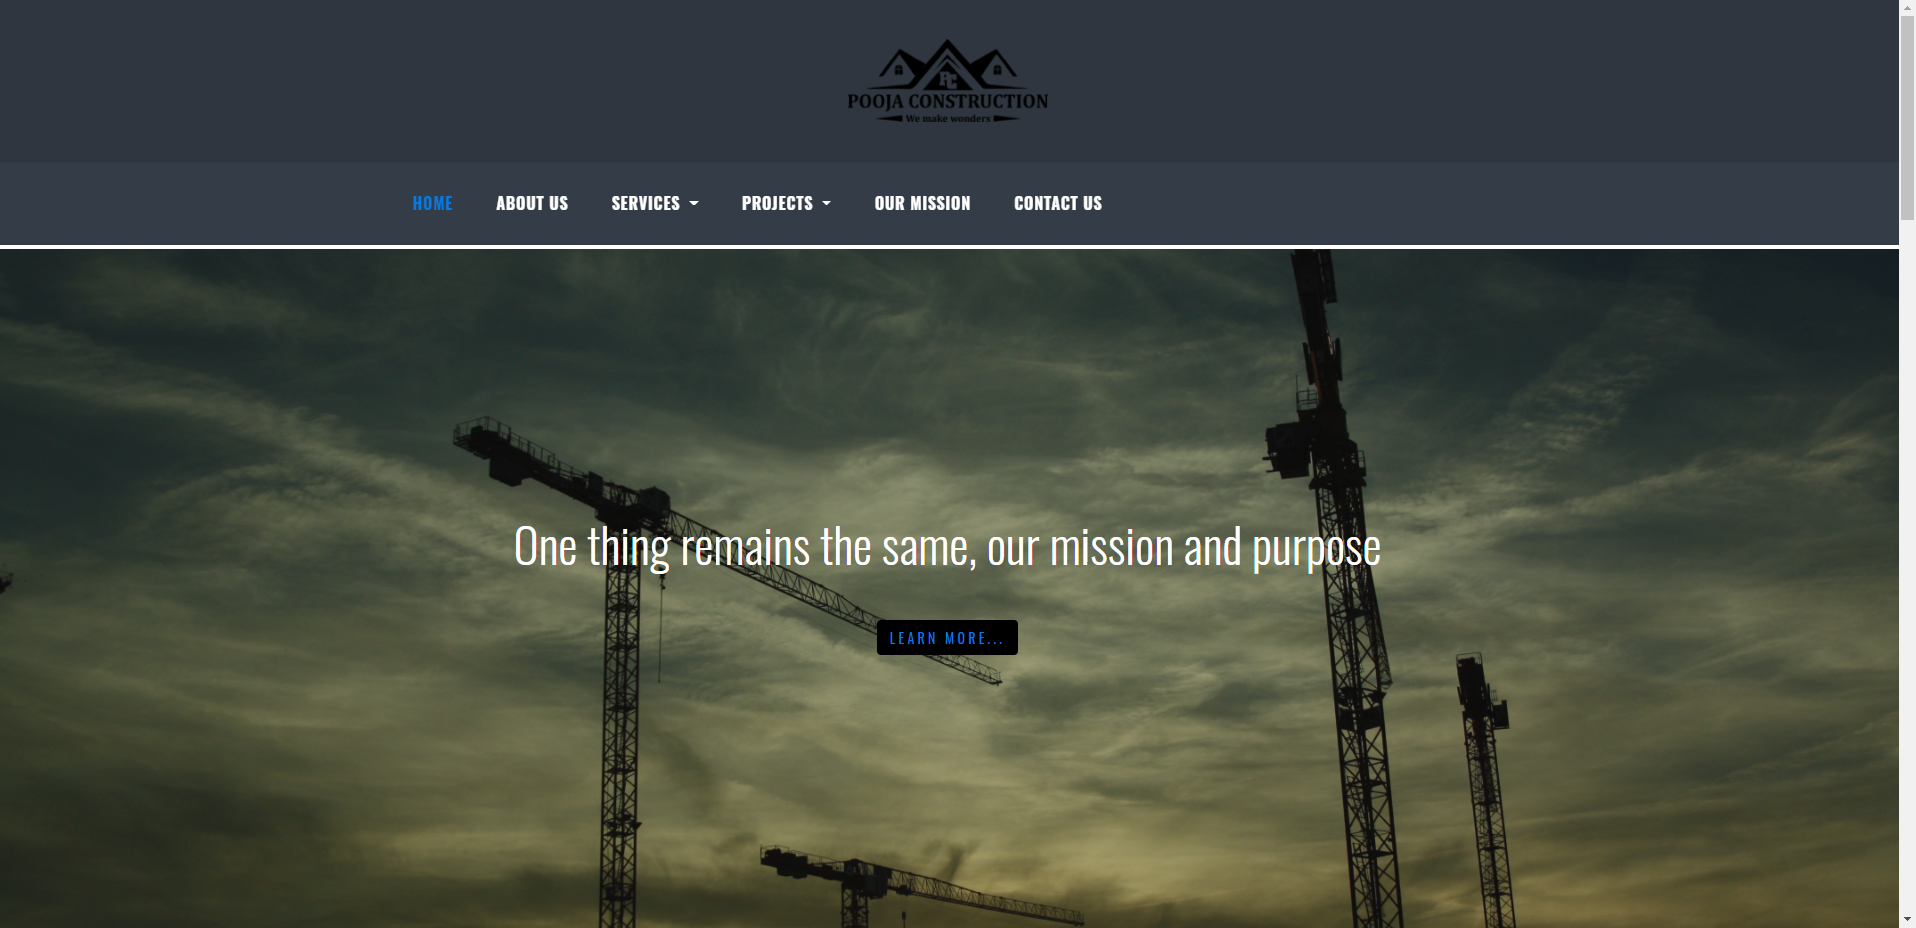 PC
POOJA CONSTRUCTION
We make wonders
HOME ABOUT US SERVICES PROJECTS OUR MISSION CONTACT US
One thing remains the same, our mission and purpose
LEARN MORE...